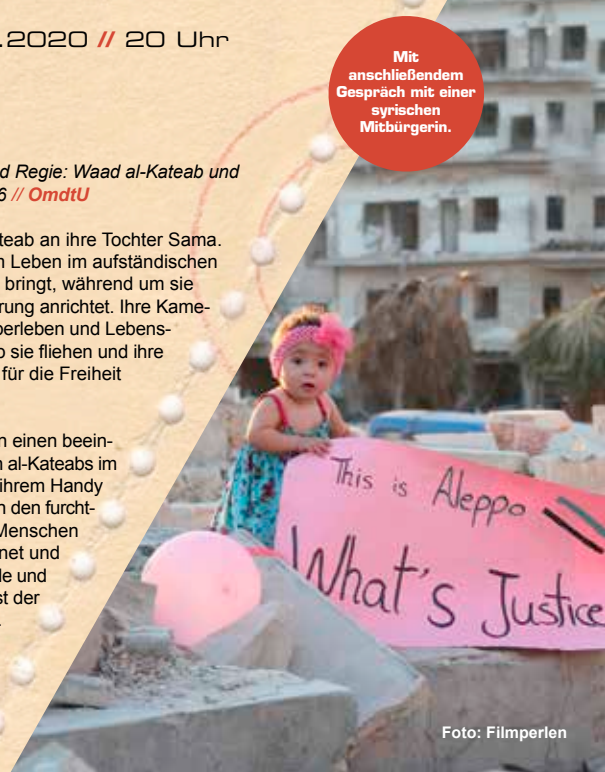 .2020 // 20 Uhr
Mit
anschließendem
Gespräch mit einer
syrischen
Mitbürgerin.
d Regie: Waad al-Kateab und
6 // OmdtU
teab an ihre Tochter Sama.
n Leben im aufständischen
bringt, während um sie
rung anrichtet. Ihre Kame-
berleben und Lebens-
b sie fliehen und ihre
für die Freiheit
n einen beein-
n al-Kateabs im
ihrem Handy
n den furcht-
Menschen
net und
le und
st der
This is Aleppo
What's Justice
Foto: Filmperlen